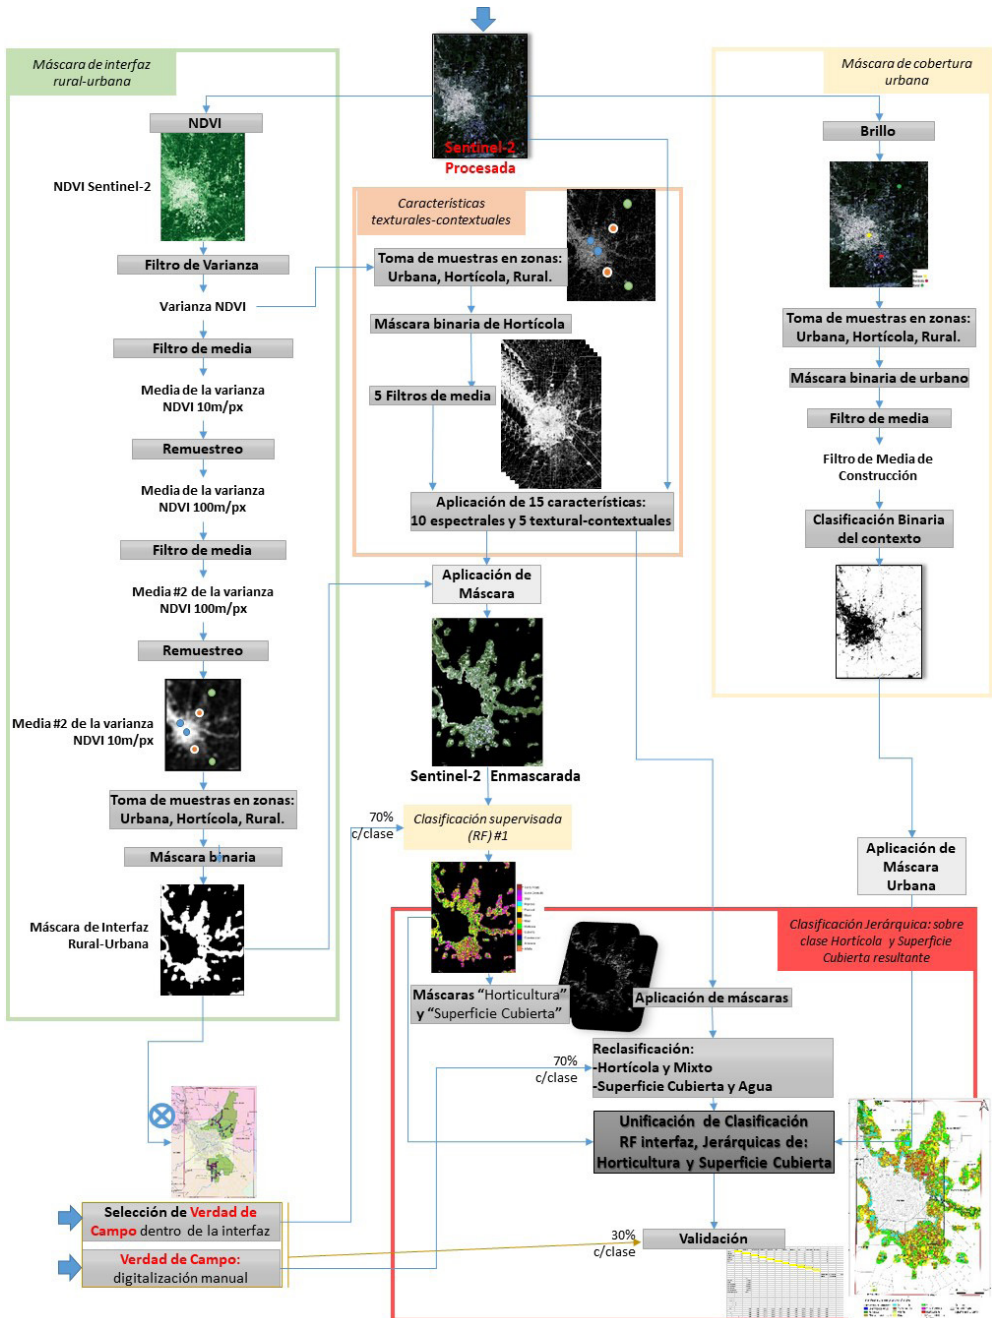 Máscara de interfaz
rural-urbana
NDVI
NDVI Sentinel-2
Filtro de Varianza
Varianza NDVI
Filtro de media
Media de la varianza
NDVI 10m/px
Remuestreo
Media de la varianza
NDVI 100m/px
Filtro de media
Media #2 de la varianza
NDVI 100m/px
Remuestreo
Media #2 de la varianza
NDVI 10m/px
Toma de muestras en zonas:
Urbana, Hortícola, Rural.
Máscara binaria
Máscara de Interfaz
Rural-Urbana
Sentinel-2
Procesada
Características
texturales-contextuales
Toma de muestras en zonas:
Urbana, Hortícola, Rural.
Máscara binaria de Hortícola
5 Filtros de media
Aplicación de 15 características:
10 espectrales y 5 textural-contextuales
Aplicación de
Máscara
Sentinel-2 Enmascarada
70%
c/clase
Clasificación supervisada
(RF) #1
Máscara de cobertura
urbana
Brillo
Toma de muestras en zonas:
Urbana, Hortícola, Rural.
Máscara binaria de urbano
Filtro de media
Filtro de Media de
Construcción
Clasificación Binaria
del contexto
Aplicación de
Máscara
Urbana
Clasificación Jerárquica: sobre
clase Hortícola y Superficie
Cubierta resultante
Máscaras “Horticultura”
y “Superficie Cubierta”
Aplicación de máscaras
70%
c/clase
Reclasificación:
-Hortícola y Mixto
-Superficie Cubierta y Agua
Unificación de Clasificación
RF interfaz, Jerárquicas de:
Horticultura y Superficie Cubierta
Selección de Verdad de
Campo dentro de la interfaz
Verdad de Campo:
digitalización manual
30%
c/clase
Validación